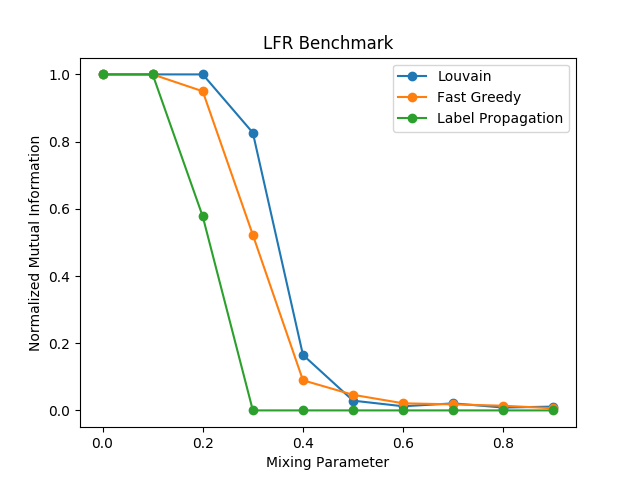 LFR Benchmark
Louvain
Fast Greedy
Label Propagation
Normalized Mutual Information
1.0
0.8
0.6
0.4
0.2
0.0
0.0 0.2 0.4 0.6 0.8
Mixing Parameter